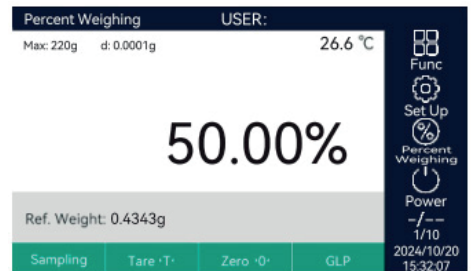 Percent Weighing USER:
Max: 220g d: 0.0001g 26.6 °C
50.00%
Ref. Weight: 0.4343g
Sampling Tare ·T· Zero ·0· GLP
Func
Set Up
%
Percent
Weighing
Power
-/--
1/10
2024/10/20
15:32:07